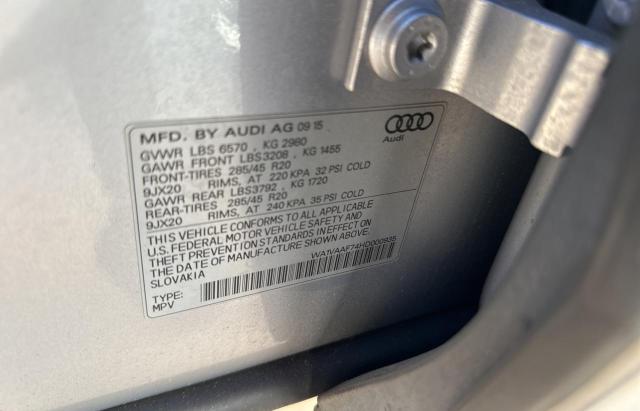 MFD. BY AUDI AG 09 15
GVWR LBS 6570 , KG 2980
GAWR FRONT LBS3208 , KG 1455
FRONT-TIRES 285/45 R20
9JX20 RIMS, AT 220 KPA 32 PSI COLD
GAWR REAR LBS3792 , KG 1720
REAR-TIRES 285/45 R20
9JX20 RIMS, AT 240 KPA 35 PSI COLD
THIS VEHICLE CONFORMS TO ALL APPLICABLE
U.S. FEDERAL MOTOR VEHICLE SAFETY AND
THEFT PREVENTION STANDARDS IN EFFECT ON
THE DATE OF MANUFACTURE SHOWN ABOVE.
SLOVAKIA
WA1VAAF74HD000935
TYPE:
MPV
Audi